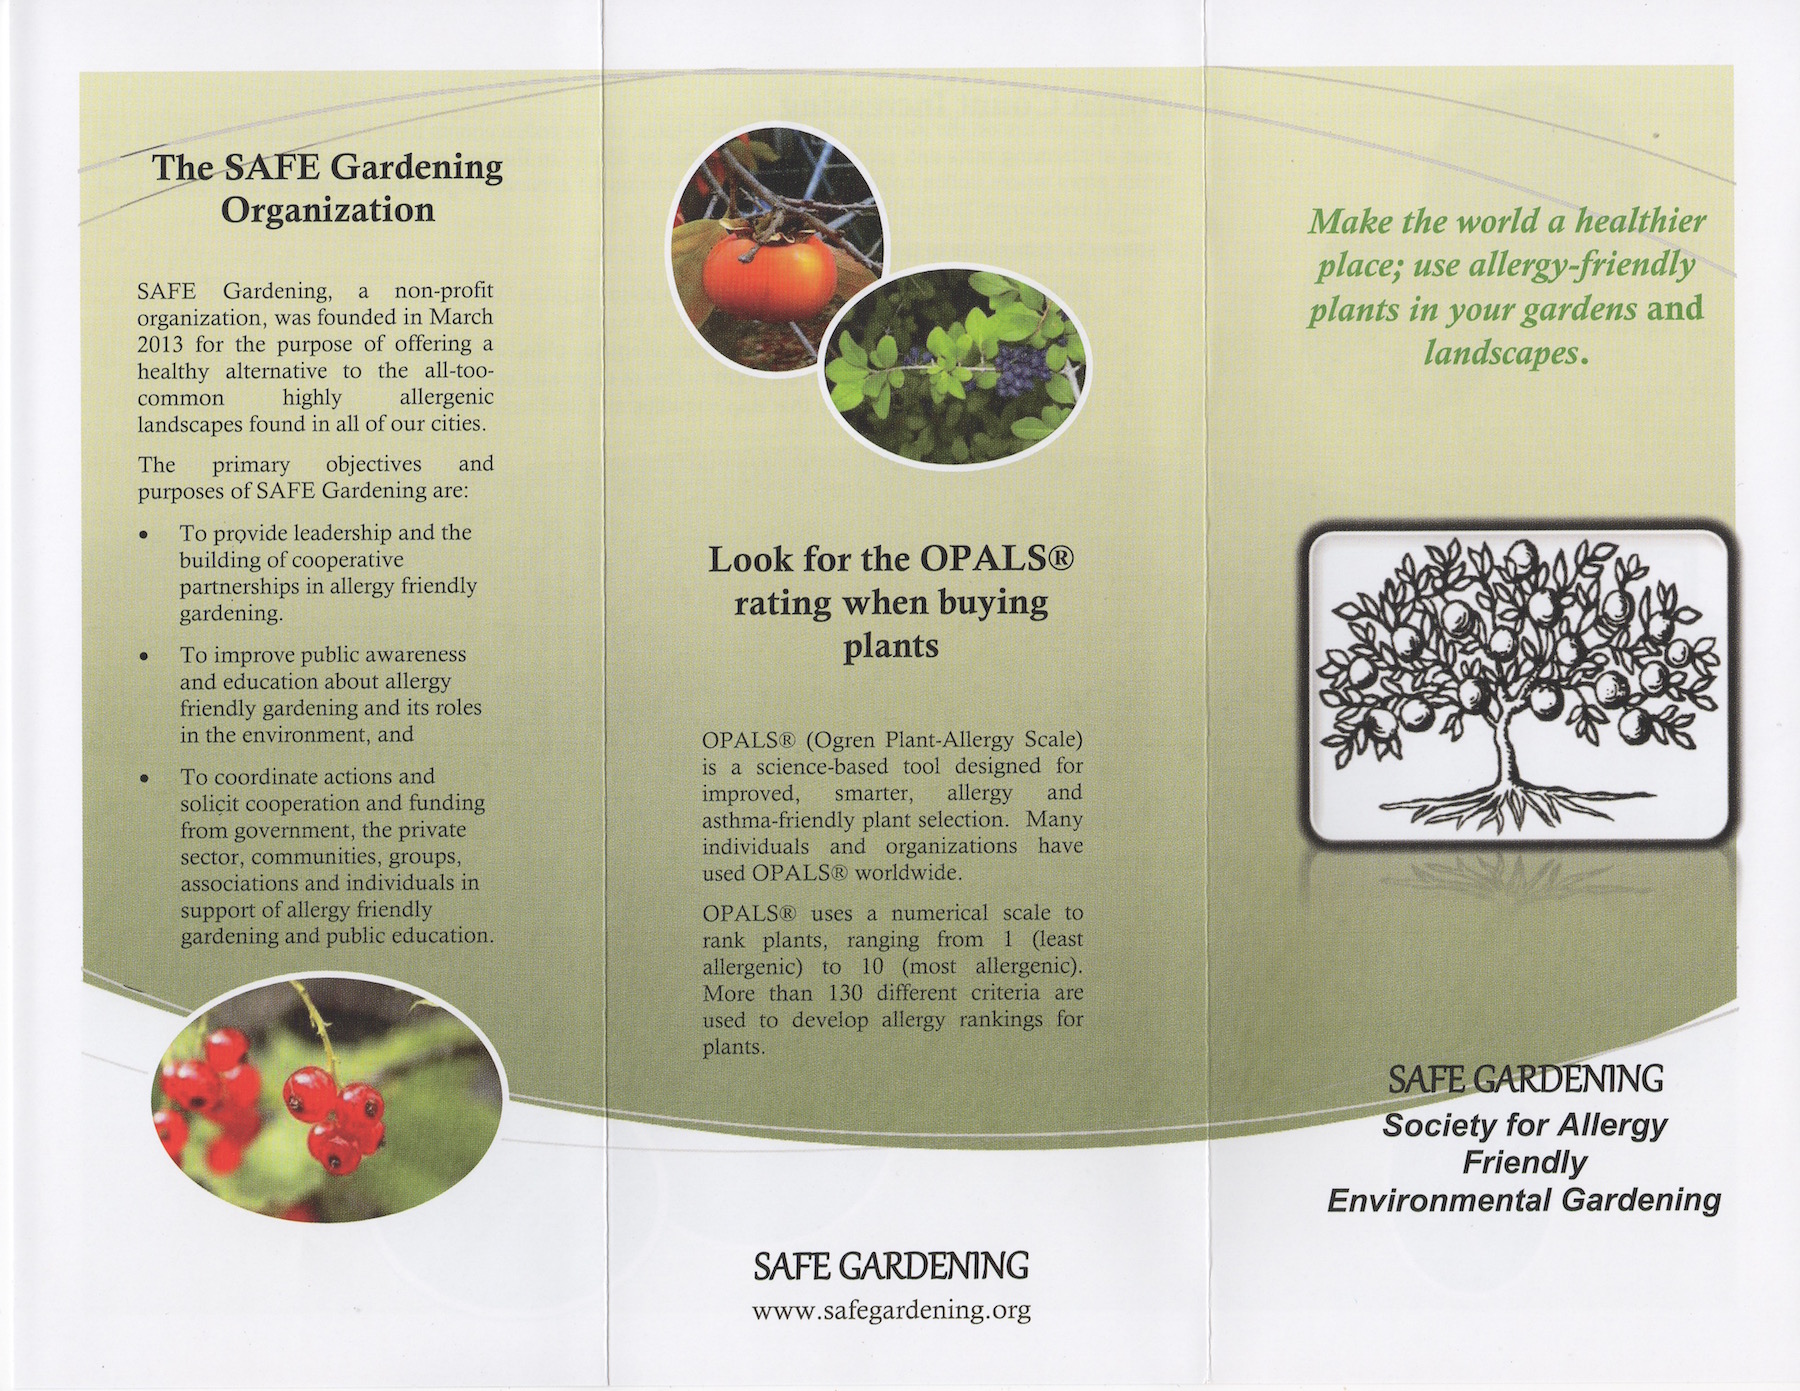 The SAFE Gardening
Organization
SAFE Gardening, a non-profit
organization, was founded in March
2013 for the purpose of offering a
healthy alternative to the all-too-
common highly allergenic
landscapes found in all of our cities.
The primary objectives and
purposes of SAFE Gardening are:
• To provide leadership and the
building of cooperative
partnerships in allergy friendly
gardening.
• To improve public awareness
and education about allergy
friendly gardening and its roles
in the environment, and
• To coordinate actions and
solicit cooperation and funding
from government, the private
sector, communities, groups,
associations and individuals in
support of allergy friendly
gardening and public education.
Look for the OPALS®
rating when buying
plants
OPALS® (Ogren Plant-Allergy Scale)
is a science-based tool designed for
improved, smarter, allergy and
asthma-friendly plant selection. Many
individuals and organizations have
used OPALS® worldwide.
OPALS® uses a numerical scale to
rank plants, ranging from 1 (least
allergenic) to 10 (most allergenic).
More than 130 different criteria are
used to develop allergy rankings for
plants.
SAFE GARDENING
www.safegardening.org
Make the world a healthier
place; use allergy-friendly
plants in your gardens and
landscapes.
SAFE GARDENING
Society for Allergy
Friendly
Environmental Gardening